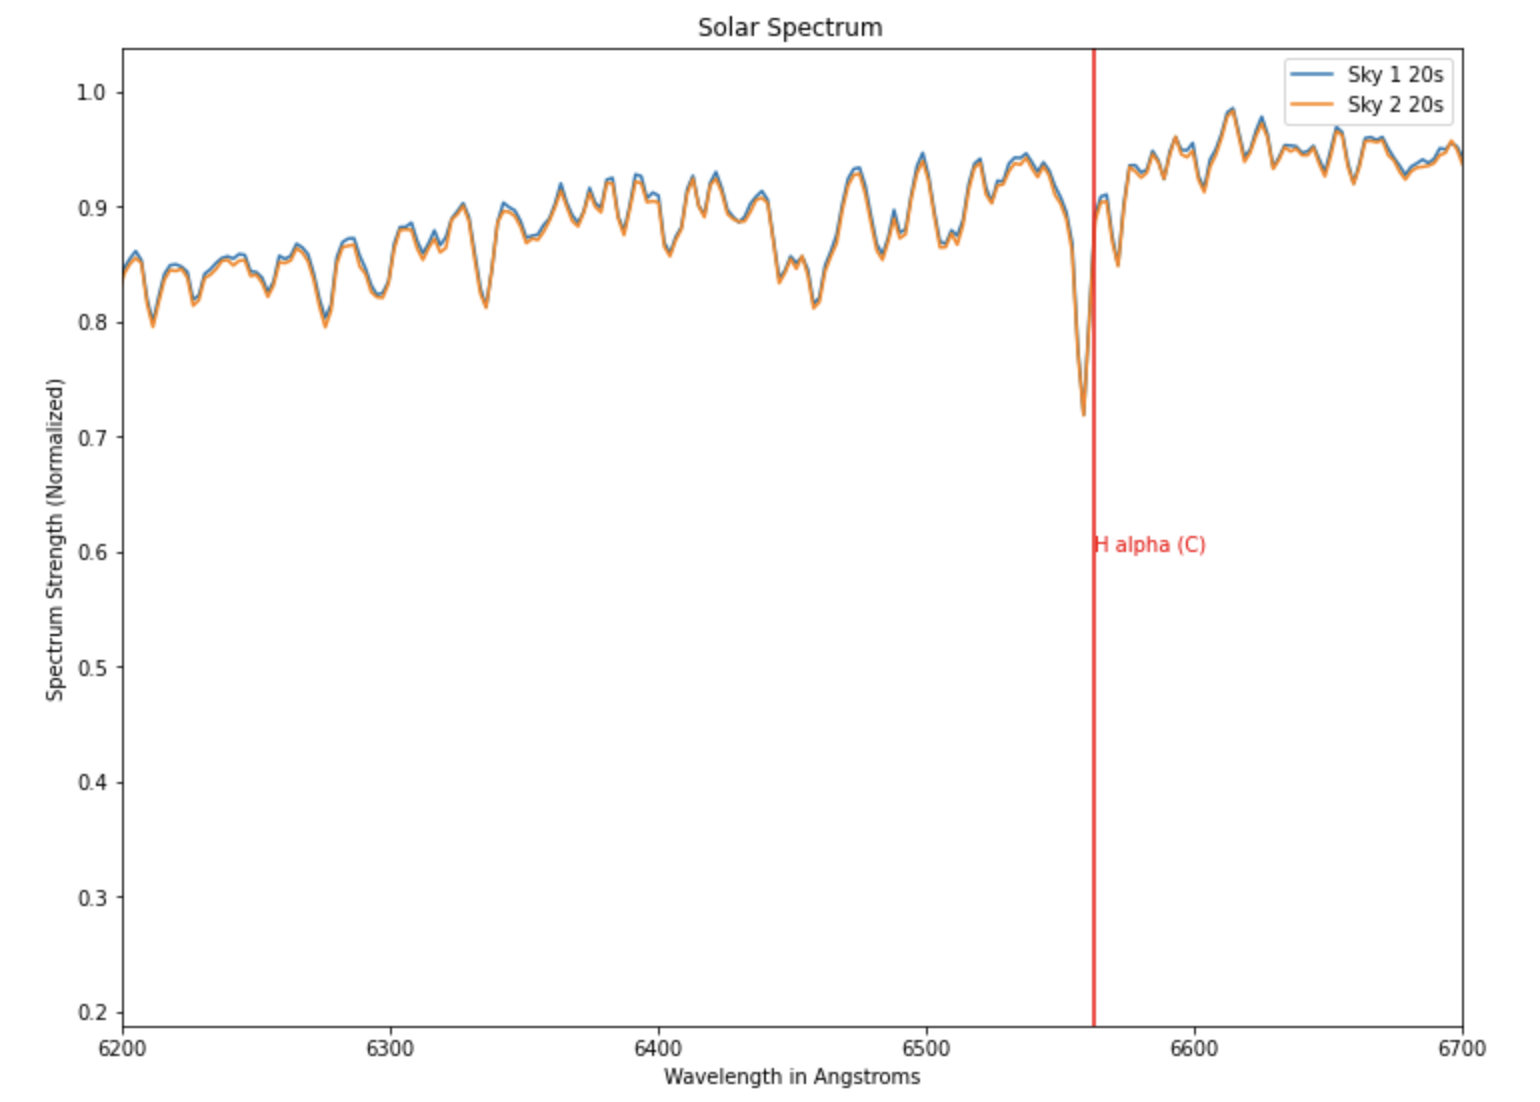 Solar Spectrum
Sky 1 20s
Sky 2 20s
1.0
0.9
0.8
0.7
0.6
0.5
0.4
0.3
0.2
Spectrum Strength (Normalized)
H alpha (C)
6200
6300
6400
6500
6600
6700
Wavelength in Angstroms